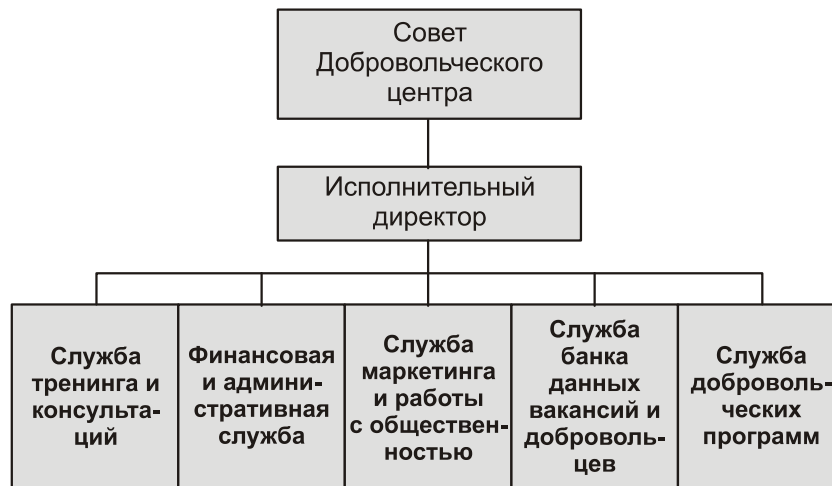 Совет
Добровольческого
центра
Исполнительный
директор
Служба
тренинга и
консульта-
ций
Финансовая
и админи-
стративная
служба
Служба
маркетинга
и работы
с обществен-
ностью
Служба
банка
данных
вакансий и
доброволь-
цев
Служба
доброволь-
ческих
программ